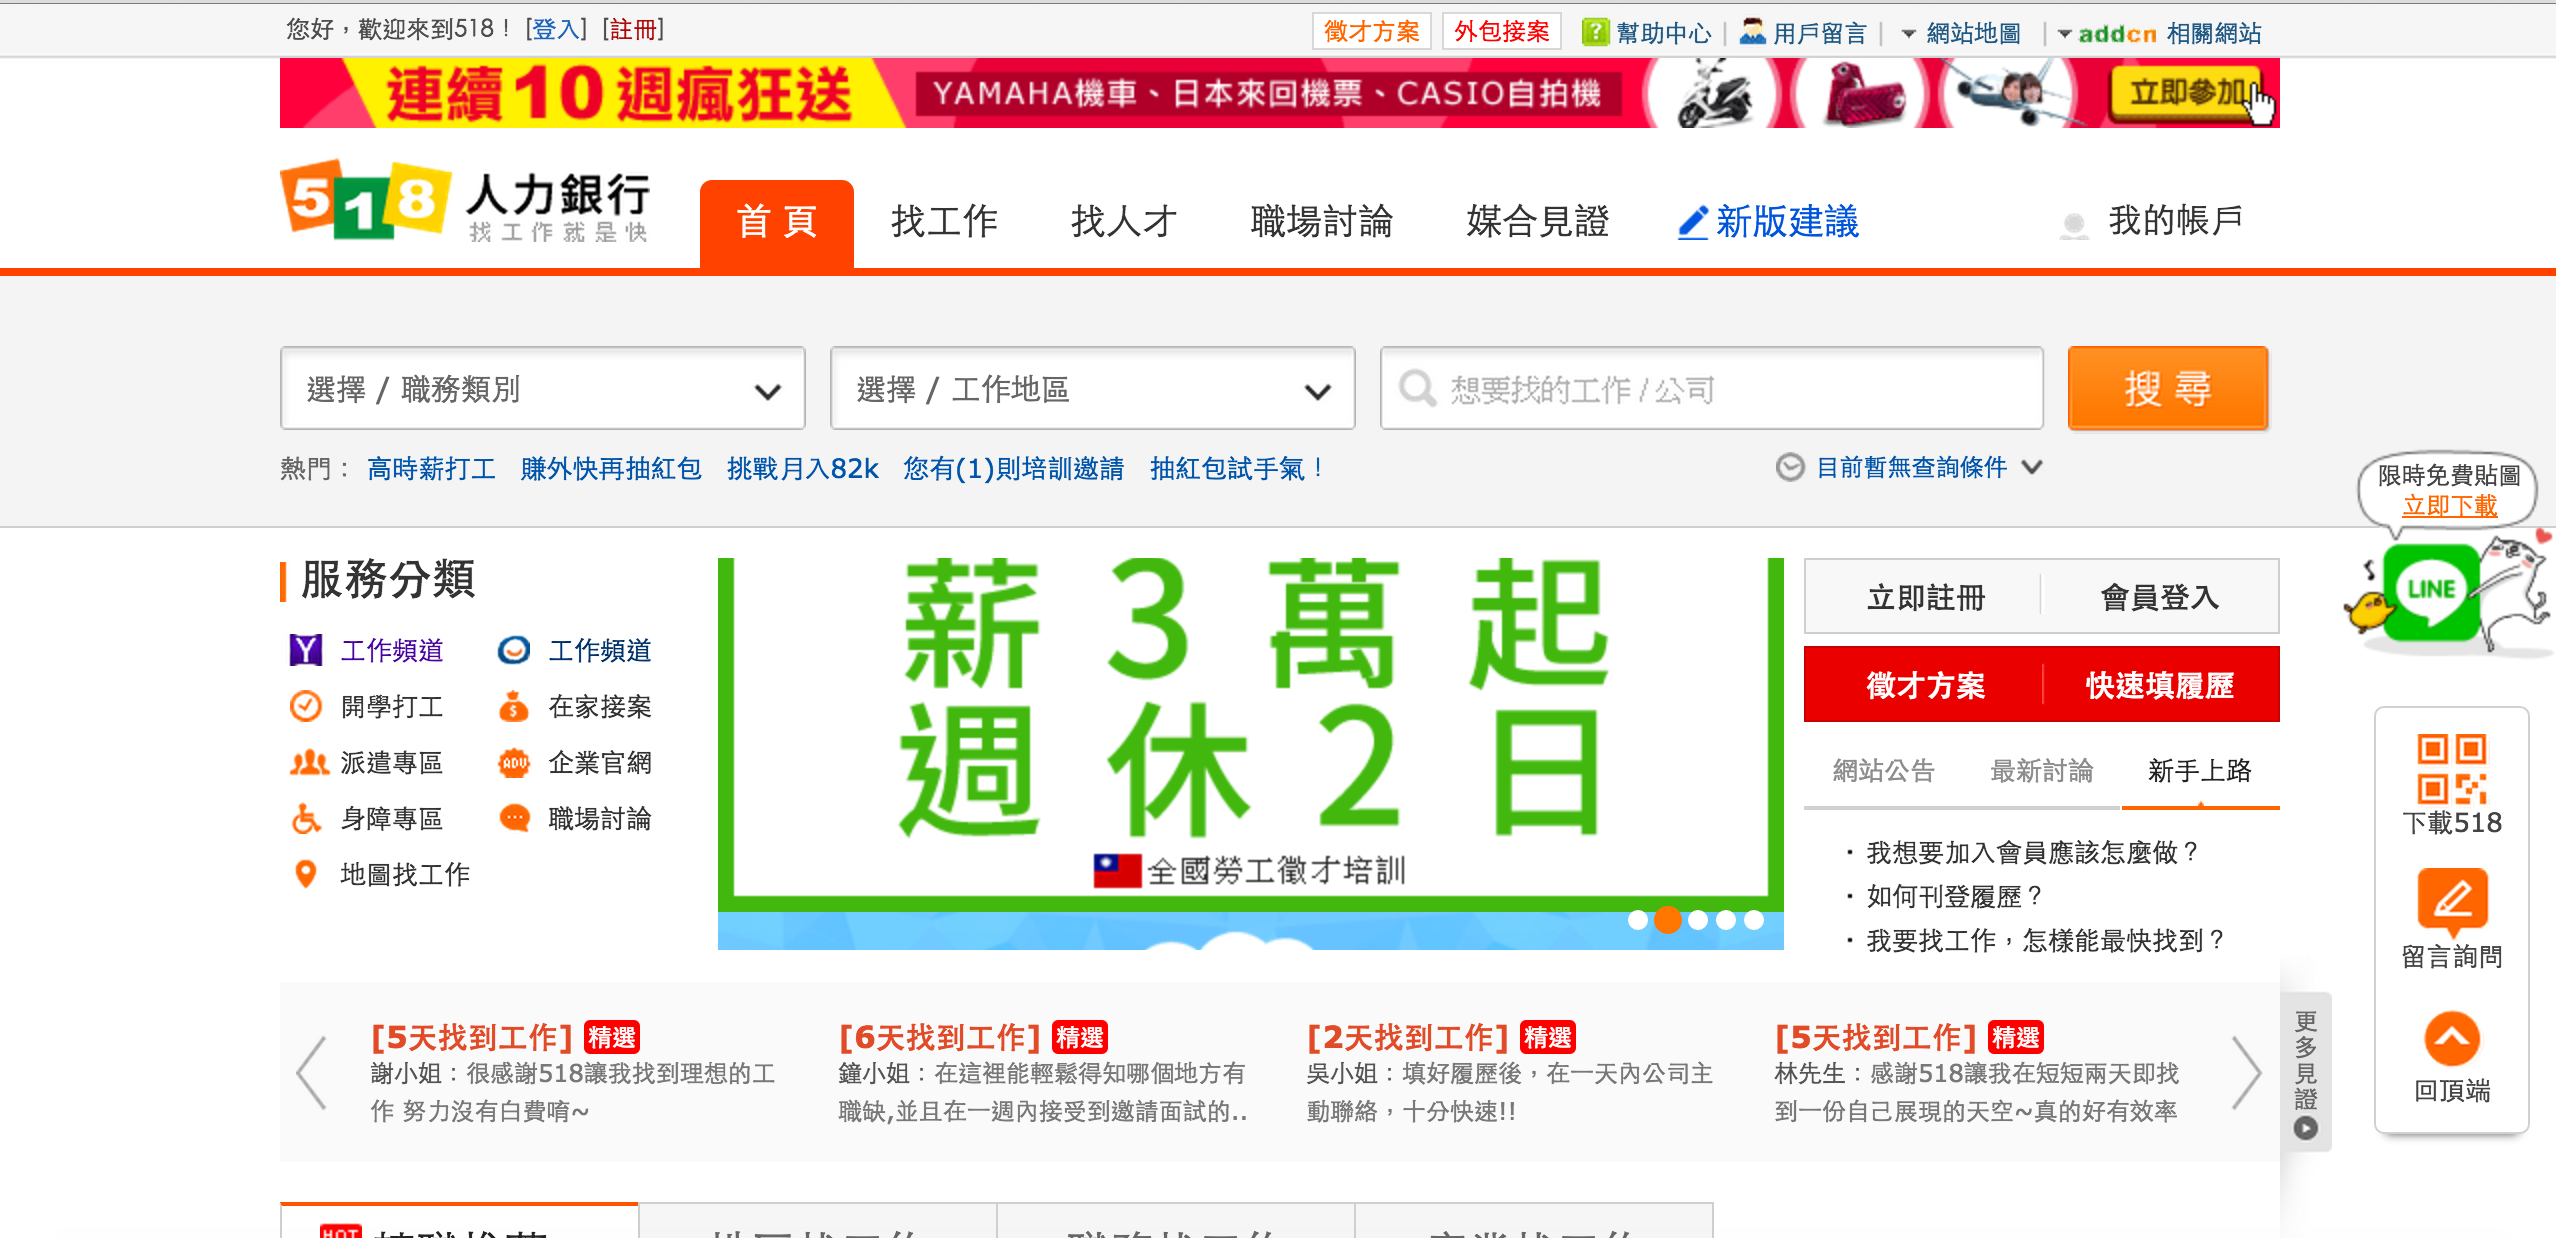 您好，歡迎來到518！ [登入] [註冊]
徵才方案 外包接案 幫助中心 | 用戶留言 | 網站地圖 | addcn 相關網站
連續10週瘋狂送 YAMAHA機車、日本來回機票、CASIO自拍機 立即參加
518 人力銀行
找工作就是快
首頁 找工作 找人才 職場討論 媒合見證 新版建議 我的帳戶
選擇 / 職務類別 選擇 / 工作地區 想要找的工作 / 公司 搜尋
熱門： 高時薪打工 賺外快再抽紅包 挑戰月入82k 您有(1)則培訓邀請 抽紅包試手氣！ 目前暫無查詢條件
限時免費貼圖
立即下載
LINE
服務分類
工作頻道 工作頻道
開學打工 在家接案
派遣專區 企業官網
身障專區 職場討論
地圖找工作
薪3萬起
週休2日
全國勞工徵才培訓
立即註冊 會員登入
徵才方案 快速填履歷
網站公告 最新討論 新手上路
· 我想要加入會員應該怎麼做？
· 如何刊登履歷？
· 我要找工作，怎樣能最快找到？
下載518
留言詢問
回頂端
[5天找到工作] 精選
謝小姐：很感謝518讓我找到理想的工
作 努力沒有白費唷~
[6天找到工作] 精選
鐘小姐：在這裡能輕鬆得知哪個地方有
職缺,並且在一週內接受到邀請面試的..
[2天找到工作] 精選
吳小姐：填好履歷後，在一天內公司主
動聯絡，十分快速!!
[5天找到工作] 精選
林先生：感謝518讓我在短短兩天即找
到一份自己展現的天空~真的好有效率
更多見證
HOT